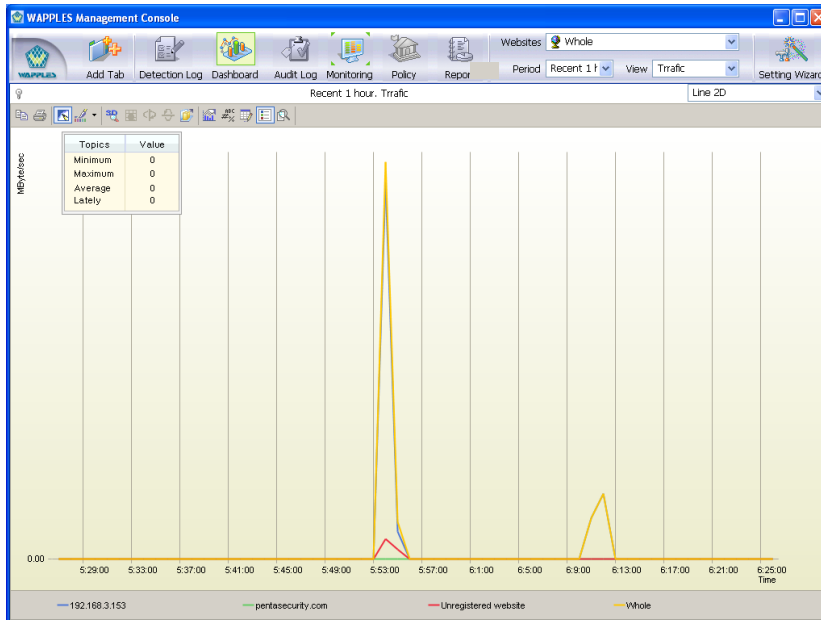 WAPPLES Management Console
WAPPLES
Add Tab
Detection Log
Dashboard
Audit Log
Monitoring
Policy
Repor
Websites Whole
Period Recent 1 h View Trrafic
Setting Wizard
Recent 1 hour. Trrafic
Line 2D
3D
ABC
#%
Topics Value
Minimum 0
Maximum 0
Average 0
Lately 0
MByte/sec
0.00
5:29:00 5:33:00 5:37:00 5:41:00 5:45:00 5:49:00 5:53:00 5:57:00 6:1:00 6:5:00 6:9:00 6:13:00 6:17:00 6:21:00 6:25:00
Time
192.168.3.153 pentasecurity.com Unregistered website Whole